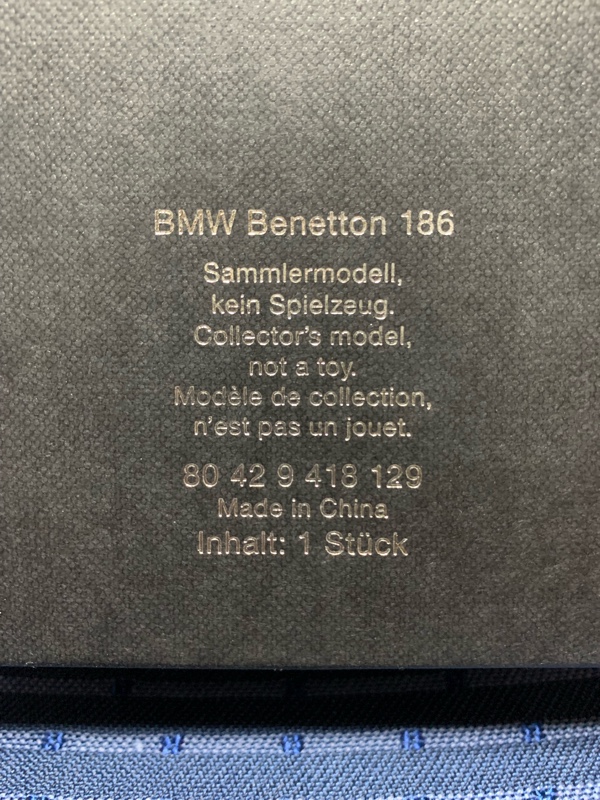 BMW Benetton 186
Sammlermodell,
kein Spielzeug.
Collector's model,
not a toy.
Modèle de collection,
n'est pas un jouet.
80 42 9 418 129
Made in China
Inhalt: 1 Stück